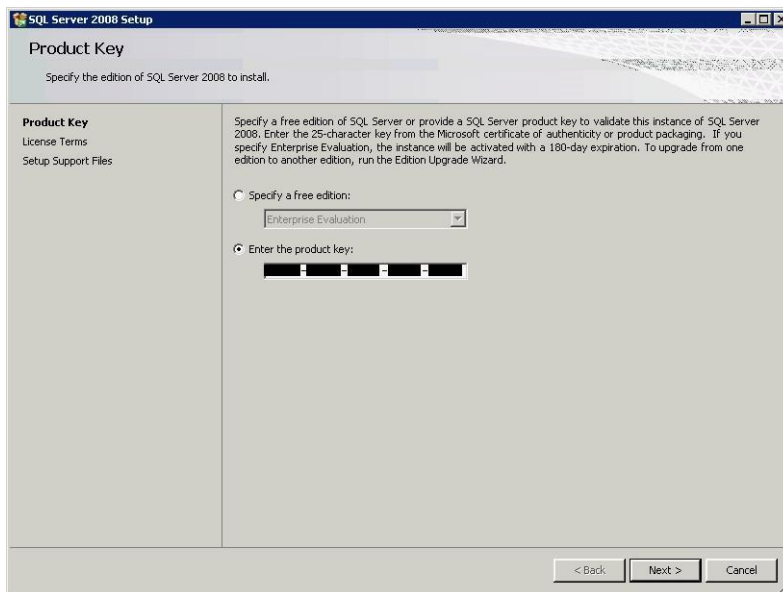 SQL Server 2008 Setup
Product Key
Specify the edition of SQL Server 2008 to install.
Product Key
License Terms
Setup Support Files
Specify a free edition of SQL Server or provide a SQL Server product key to validate this instance of SQL Server
2008. Enter the 25-character key from the Microsoft certificate of authenticity or product packaging. If you
specify Enterprise Evaluation, the instance will be activated with a 180-day expiration. To upgrade from one
edition to another edition, run the Edition Upgrade Wizard.
Specify a free edition:
Enterprise Evaluation
Enter the product key:
< Back
Next >
Cancel